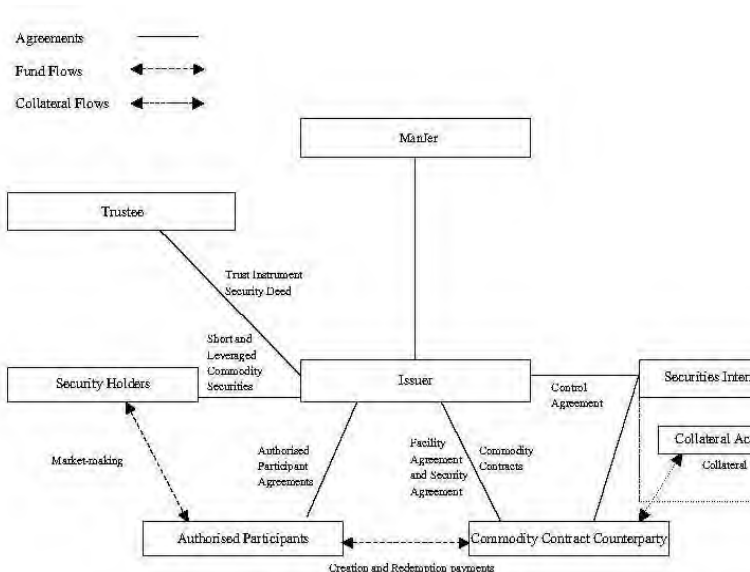 Agreements
Fund Flows
Collateral Flows
ManJer
Trustee
Trust Instrument
Security Deed
Short and
Leveraged
Commodity
Securities
Security Holders
Issuer
Control
Agreement
Securities
Collateral
Collateral
Market-making
Authorised
Participant
Agreements
Facility
Agreement
and Security
Agreement
Commodity
Contracts
Authorised Participants
Commodity Contract Counterparty
Creation and Redemption payments